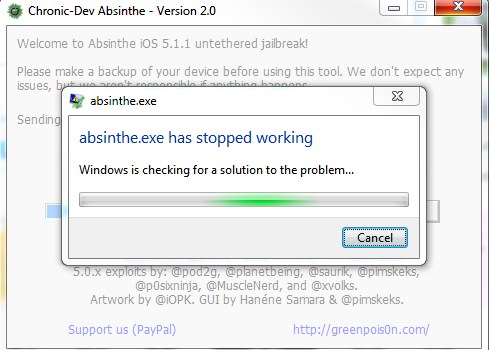 Chronic-Dev Absinthe - Version 2.0
Welcome to Absinthe iOS 5.1.1 untethered jailbreak!
Please make a backup of your device before using this tool. We don't expect any
issues, but we aren't responsible if anything happens.
Sending
absinthe.exe
absinthe.exe has stopped working
Windows is checking for a solution to the problem...
Cancel
5.0.x exploits by: @pod2g, @planetbeing, @saurik, @pimskeks,
@p0sixninja, @MuscleNerd, and @xvolks.
Artwork by @iOPK. GUI by Hanéne Samara & @pimskeks.
Support us (PayPal)
http://greenpois0n.com/